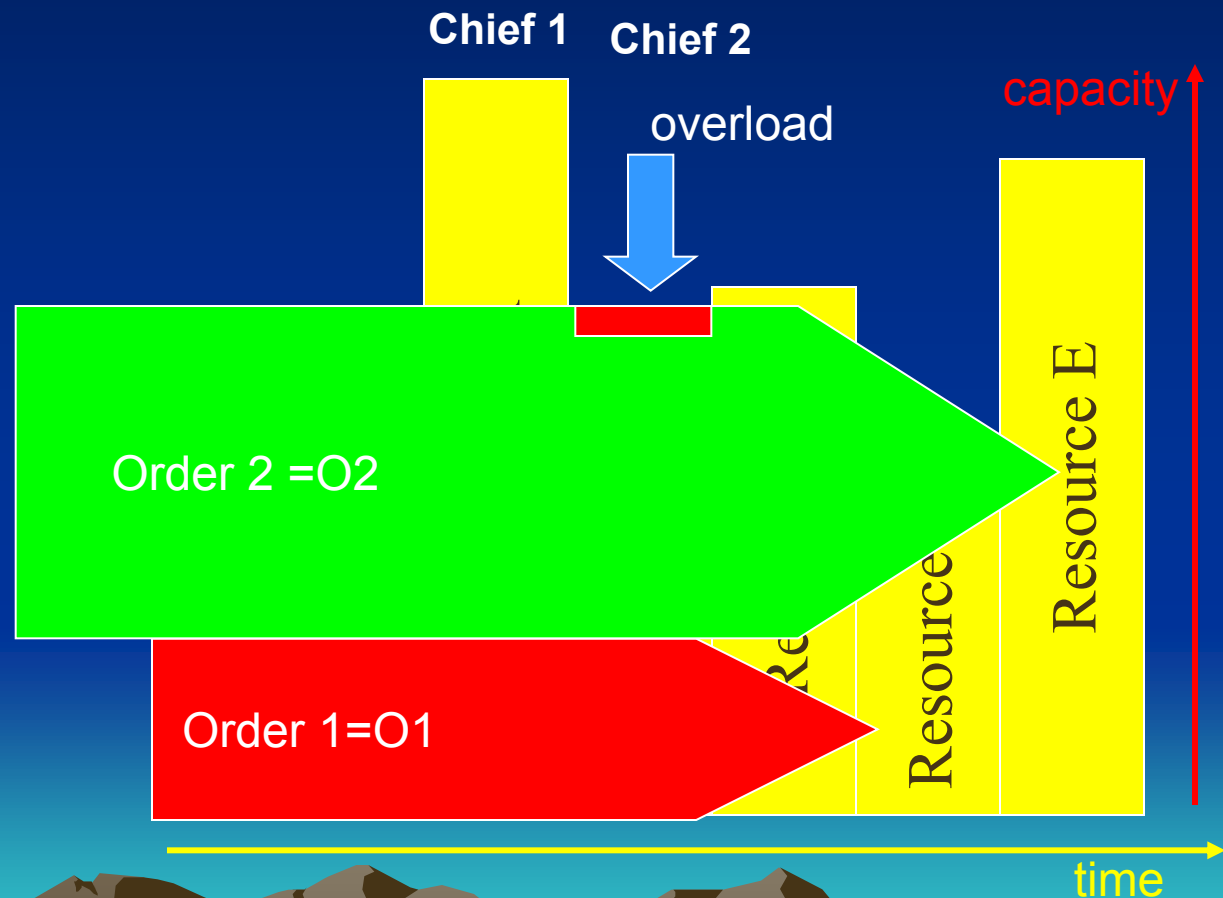 Chief 1
Chief 2
capacity
overload
Resource E
Order 2 =O2
Resource
Order 1=O1
time